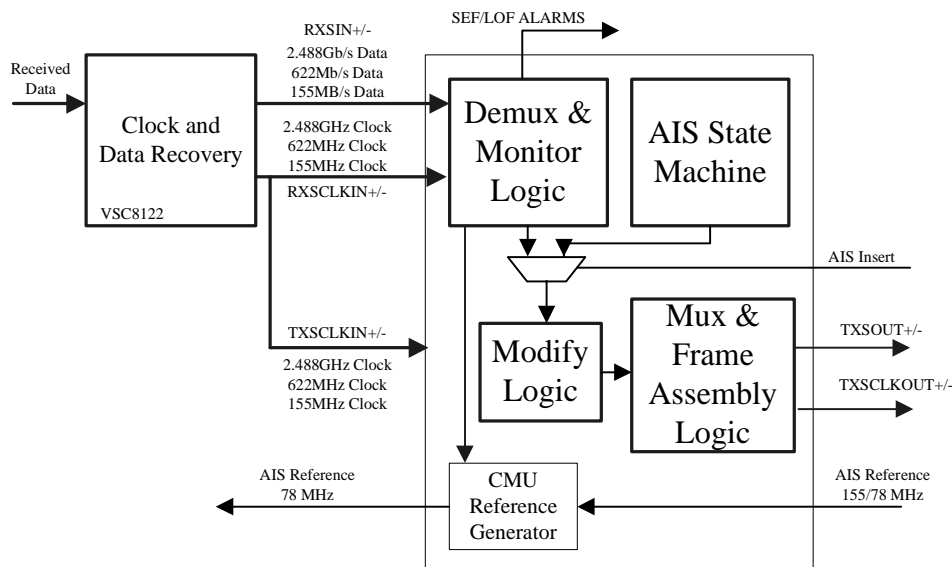 SEF/LOF ALARMS
RXSIN+/-
2.488Gb/s Data
622Mb/s Data
155MB/s Data
Received
Data
Clock and
Data Recovery
VSC8122
2.488GHz Clock
622MHz Clock
155MHz Clock
RXSCLKIN+/-
Demux &
Monitor
Logic
AIS State
Machine
AIS Insert
TXSCLKIN+/-
2.488GHz Clock
622MHz Clock
155MHz Clock
Modify
Logic
Mux &
Frame
Assembly
Logic
TXSOUT+/-
TXSCLKOUT+/-
AIS Reference
78 MHz
CMU
Reference
Generator
AIS Reference
155/78 MHz